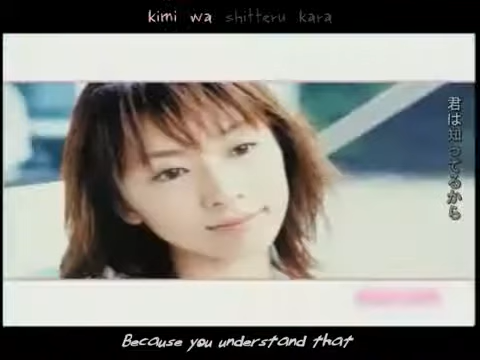 kimi wa shitteru kara
君は知ってるから
Because you understand that